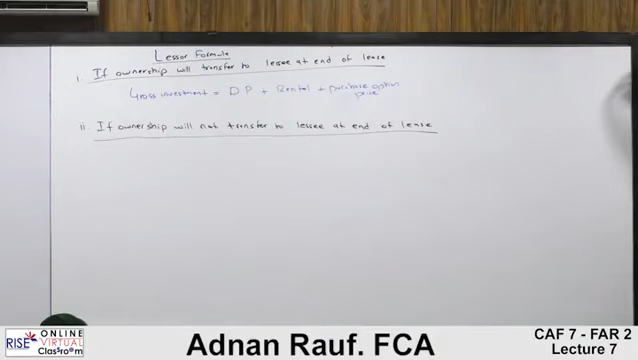 Lessor Formula
i. If ownership will transfer to lessee at end of lease
Gross investment = DP + Rental + purchase option
price
ii. If ownership will not transfer to lessee at end of lease
RISE ONLINE
VIRTUAL
Classroom
Adnan Rauf. FCA
CAF 7 - FAR 2
Lecture 7